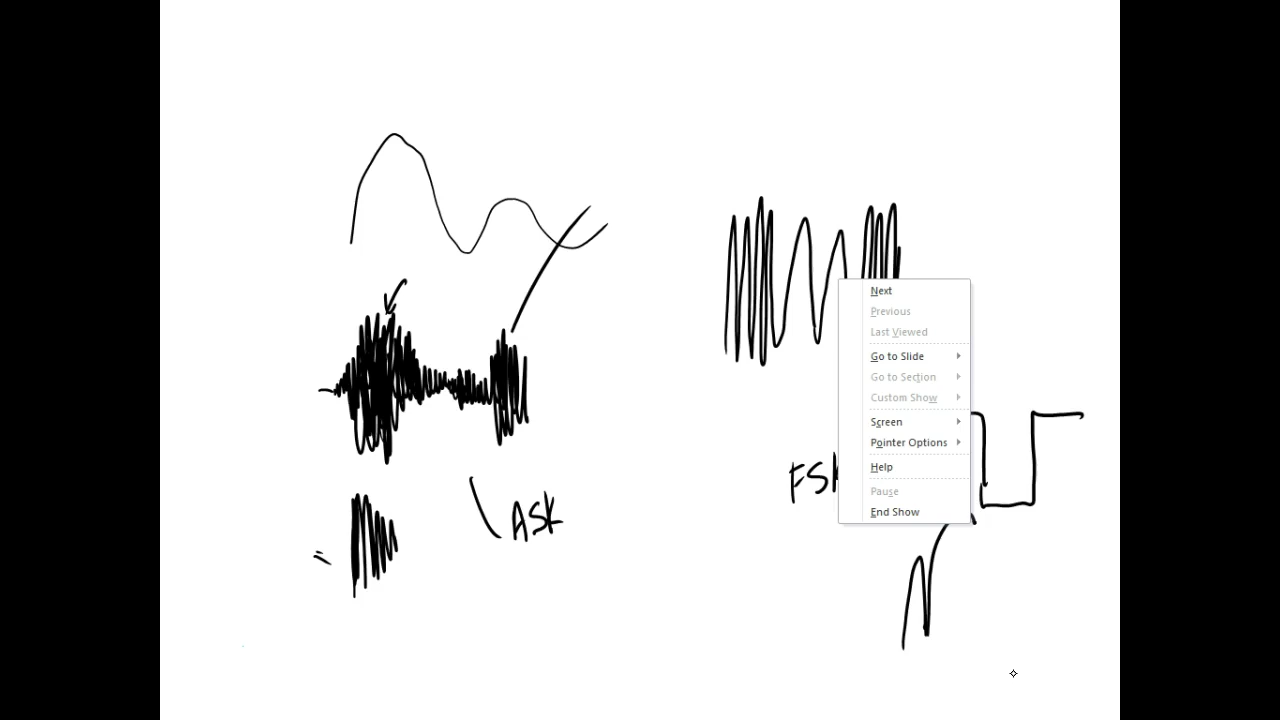 Next
Previous
Last Viewed
Go to Slide
Go to Section
Custom Show
Screen
Pointer Options
FSK
Help
Pause
ASK
End Show